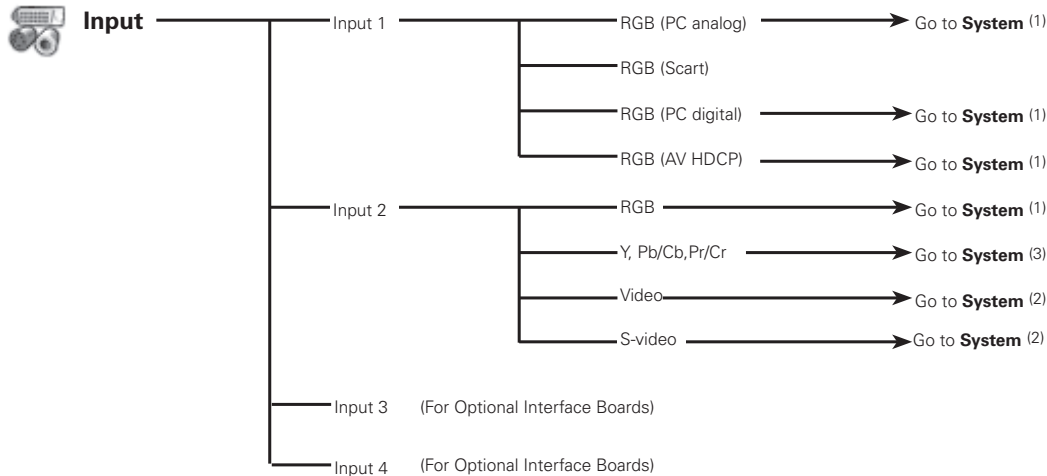 Input
Input 1
RGB (PC analog)
Go to System (1)
RGB (Scart)
RGB (PC digital)
Go to System (1)
RGB (AV HDCP)
Go to System (1)
Input 2
RGB
Go to System (1)
Y, Pb/Cb,Pr/Cr
Go to System (3)
Video
Go to System (2)
S-video
Go to System (2)
Input 3 (For Optional Interface Boards)
Input 4 (For Optional Interface Boards)